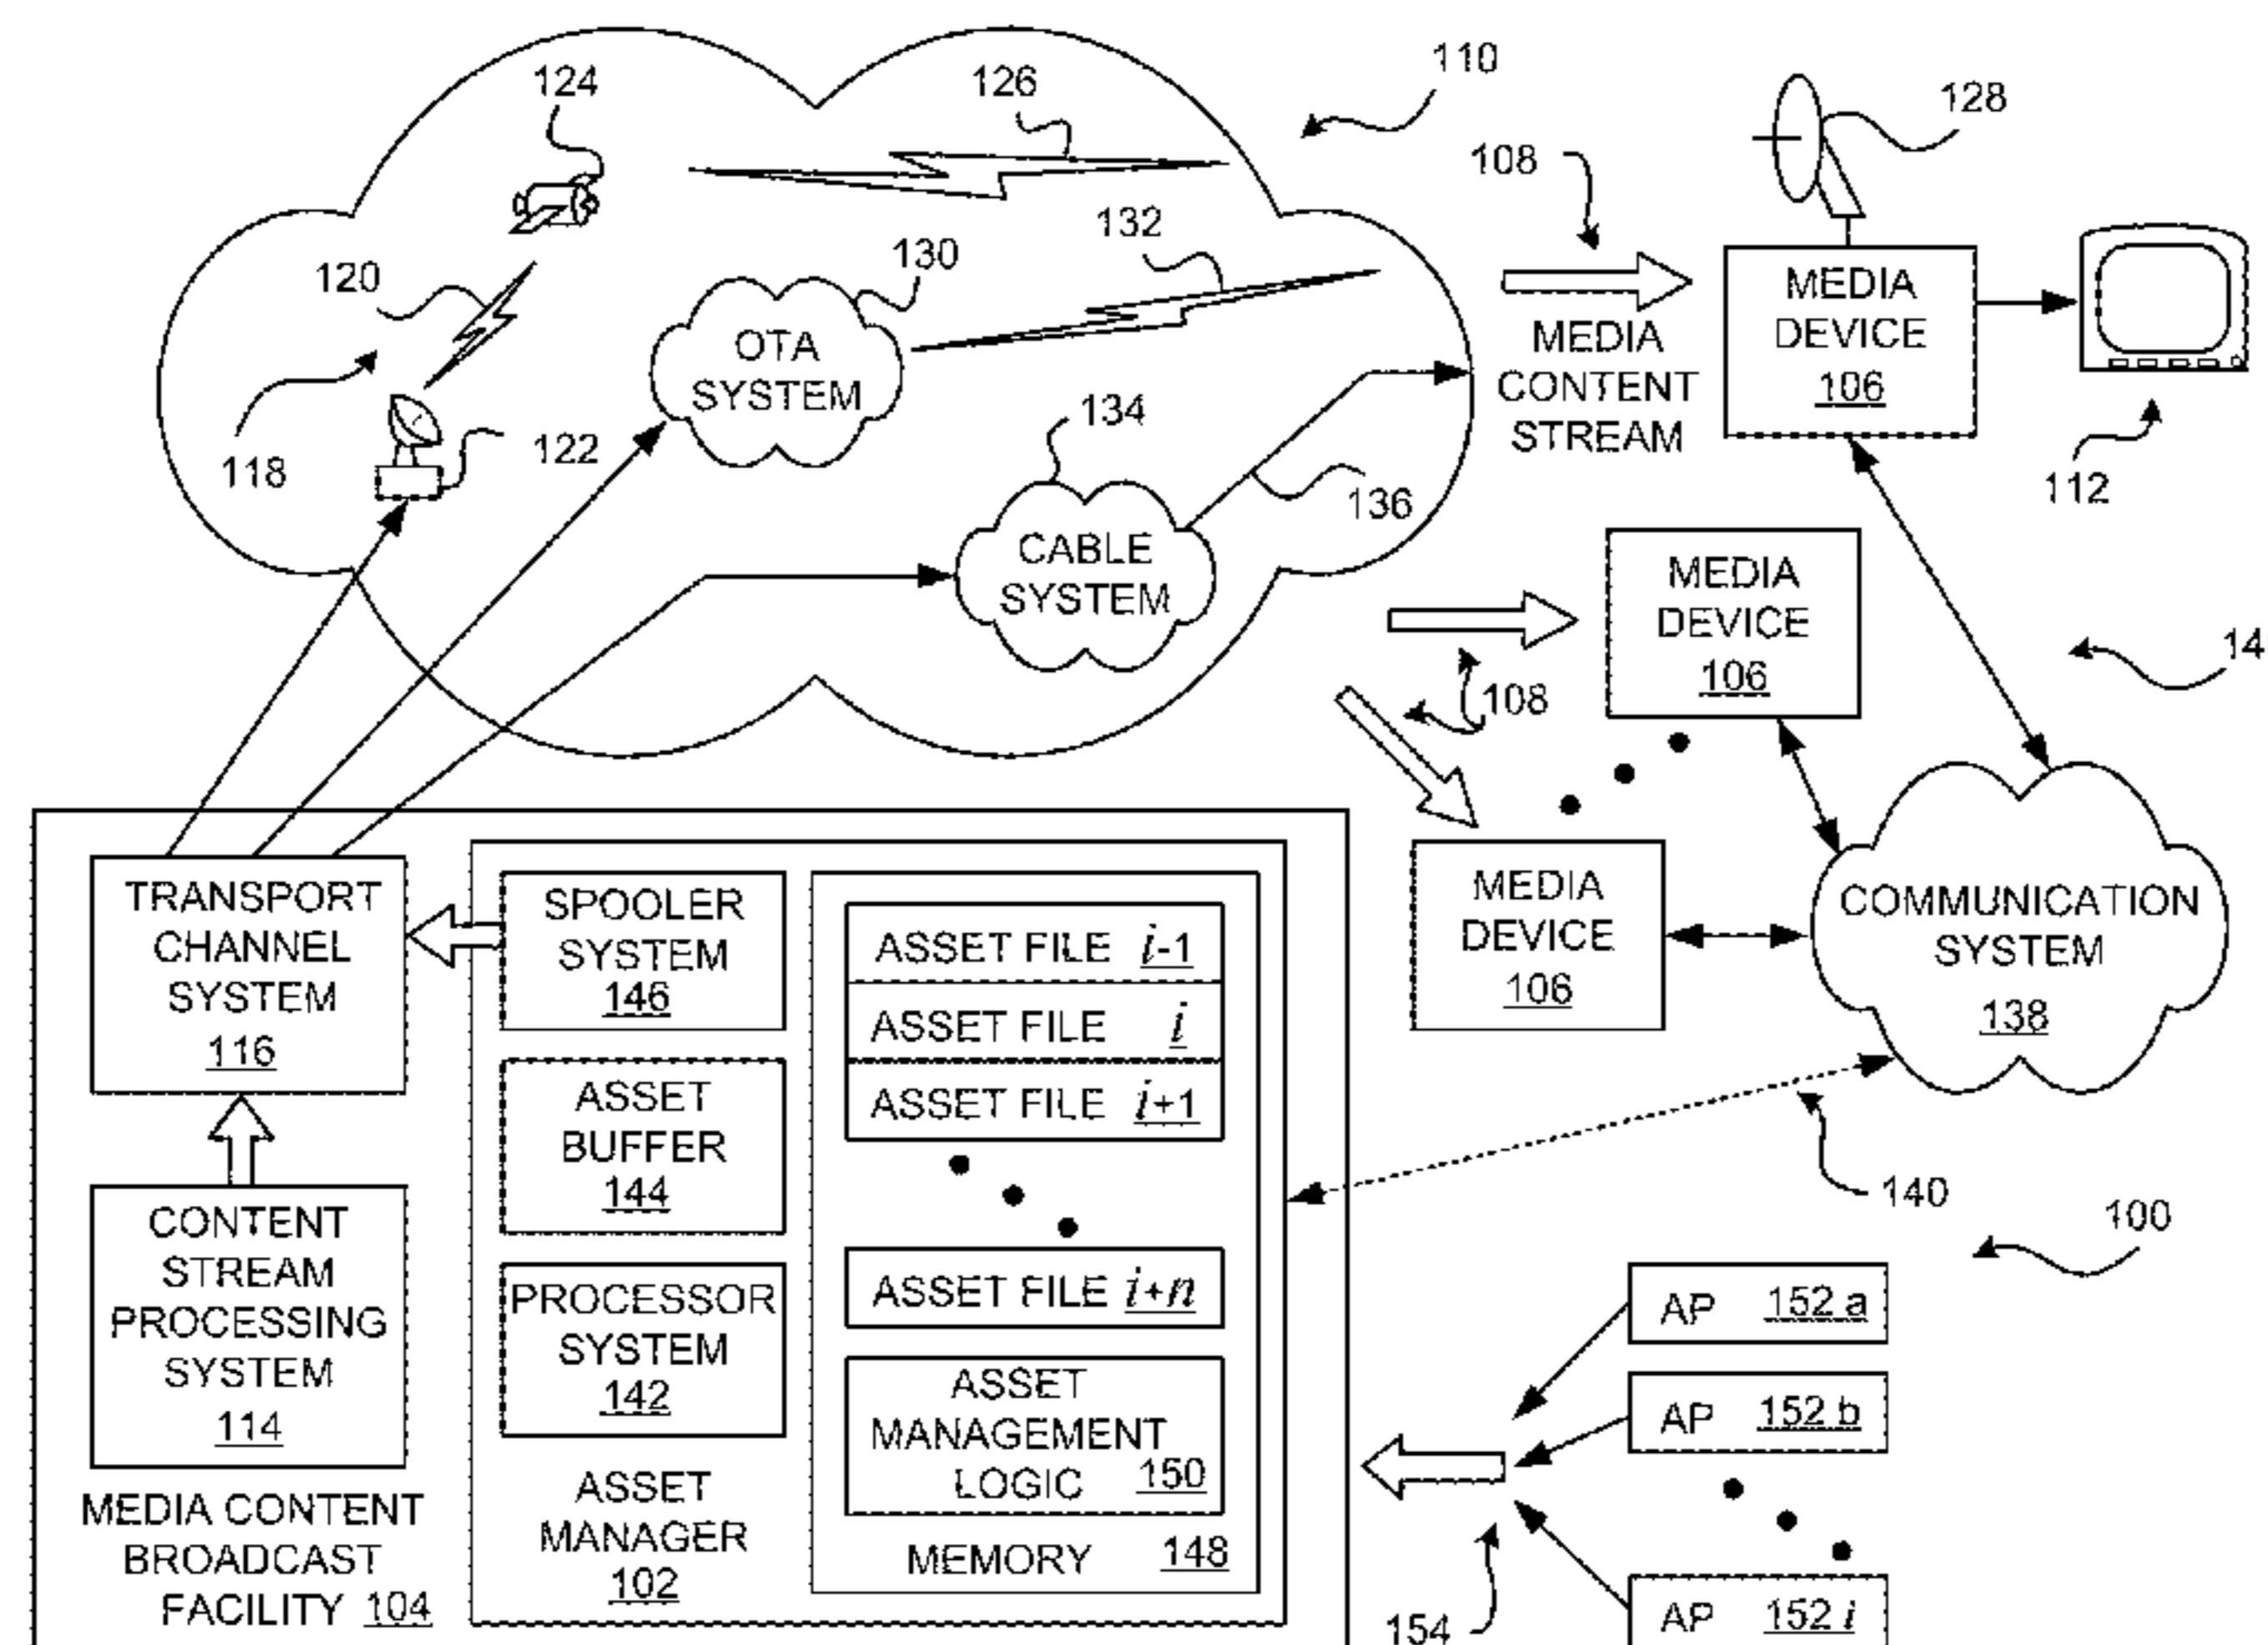 110
124
126
128
108
120
130
132
MEDIA
DEVICE
106
OTA
SYSTEM
MEDIA
CONTENT
STREAM
118
122
134
136
112
CABLE
SYSTEM
MEDIA
DEVICE
106
108
14
TRANSPORT
CHANNEL
SYSTEM
116
SPOOLER
SYSTEM
146
ASSET FILE i-1
ASSET FILE i
ASSET FILE i+1
MEDIA
DEVICE
106
COMMUNICATION
SYSTEM
138
ASSET
BUFFER
144
140
100
CONTENT
STREAM
PROCESSING
SYSTEM
114
PROCESSOR
SYSTEM
142
ASSET FILE i+n
ASSET
MANAGEMENT
LOGIC 150
AP 152 a
AP 152 b
MEDIA CONTENT
BROADCAST
FACILITY 104
ASSET
MANAGER
102
MEMORY 148
154
AP 152 i